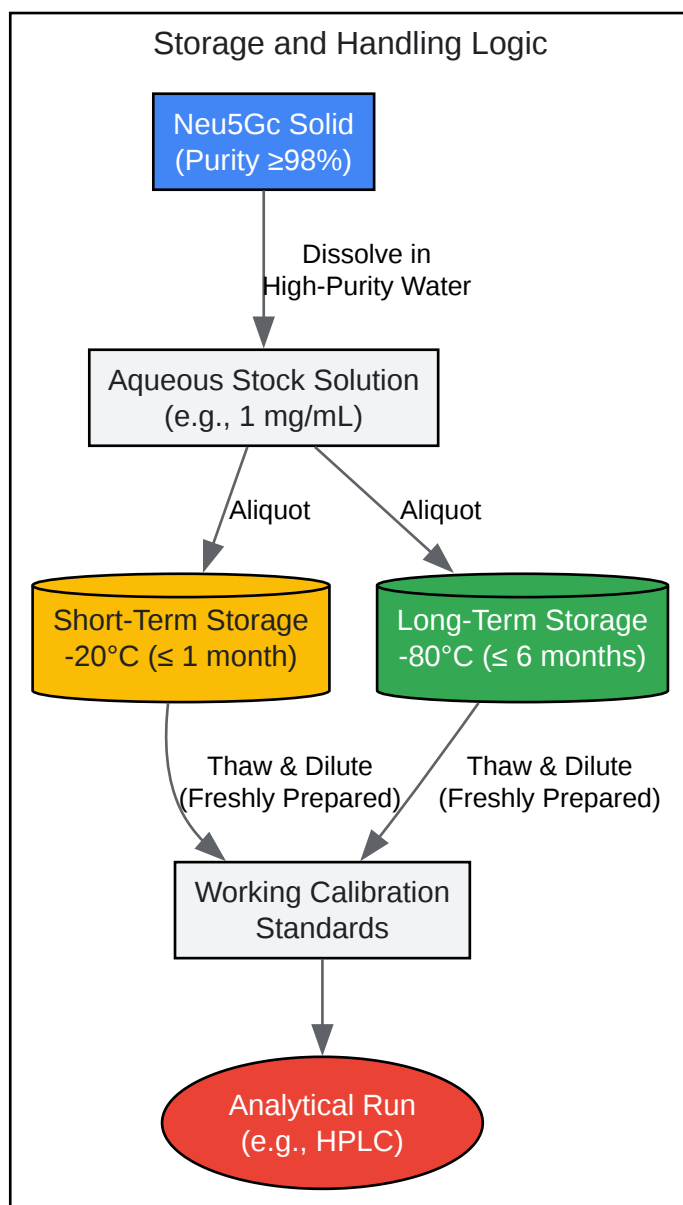 Storage and Handling Logic
Neu5Gc Solid
(Purity ≥98%)
Dissolve in
High-Purity Water
Aqueous Stock Solution
(e.g., 1 mg/mL)
Aliquot
Aliquot
Short-Term Storage
-20°C (≤ 1 month)
Long-Term Storage
-80°C (≤ 6 months)
Thaw & Dilute
(Freshly Prepared)
Thaw & Dilute
(Freshly Prepared)
Working Calibration
Standards
Analytical Run
(e.g., HPLC)